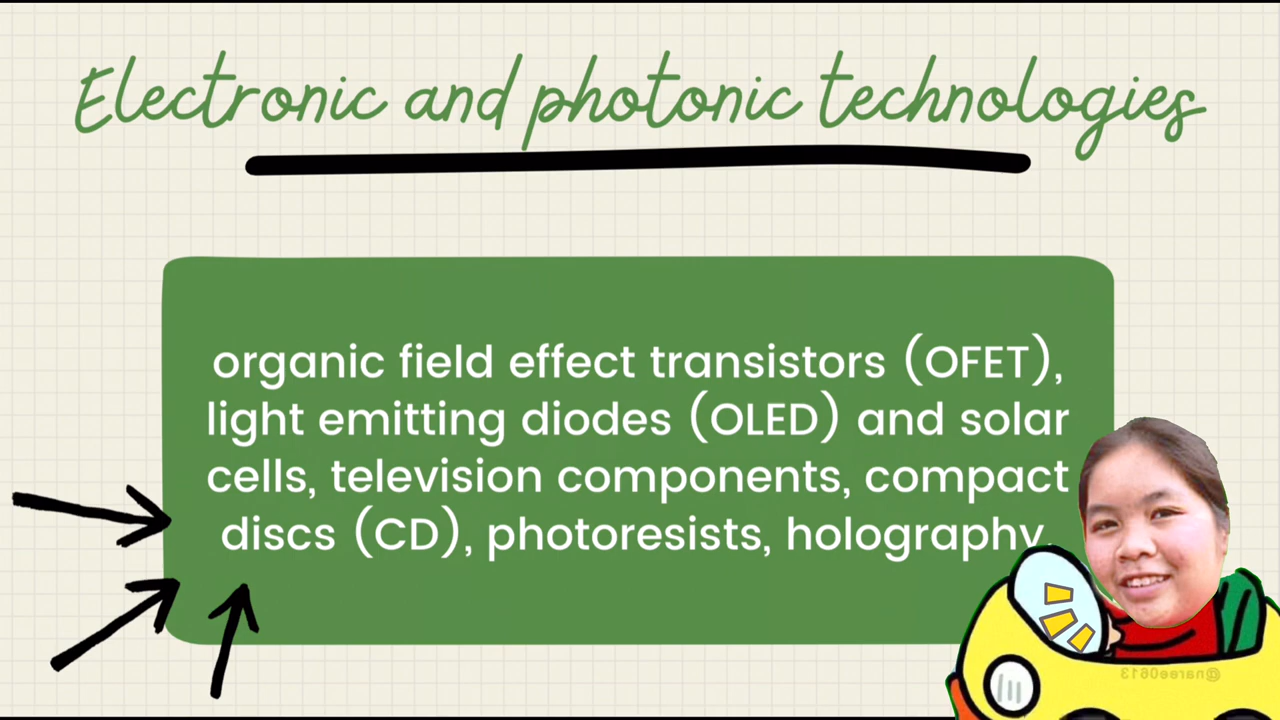 Electronic and photonic technologies
organic field effect transistors (OFET),
light emitting diodes (OLED) and solar
cells, television components, compact
discs (CD), photoresists, holography.
@naree0613